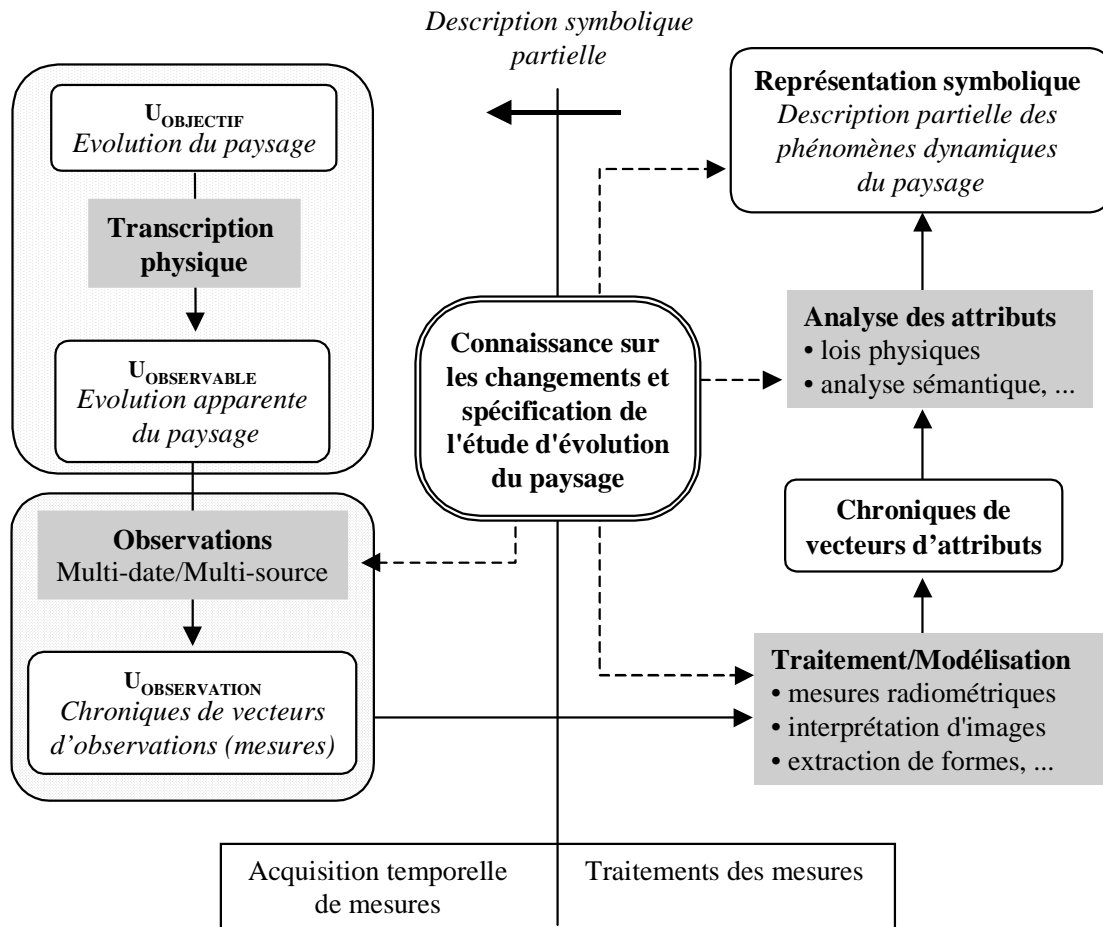 Description symbolique
partielle
U OBJECTIF
Evolution du paysage
Transcription
physique
U OBSERVABLE
Evolution apparente
du paysage
Observations
Multi-date/Multi-source
U OBSERVATION
Chroniques de vecteurs
d’observations (mesures)
Connaissance sur
les changements et
spécification de
l'étude d'évolution
du paysage
Représentation symbolique
Description partielle des
phénomènes dynamiques
du paysage
Analyse des attributs
• lois physiques
• analyse sémantique, ...
Chroniques de
vecteurs d’attributs
Traitement/Modélisation
• mesures radiométriques
• interprétation d'images
• extraction de formes, ...
Acquisition temporelle
de mesures
Traitements des mesures